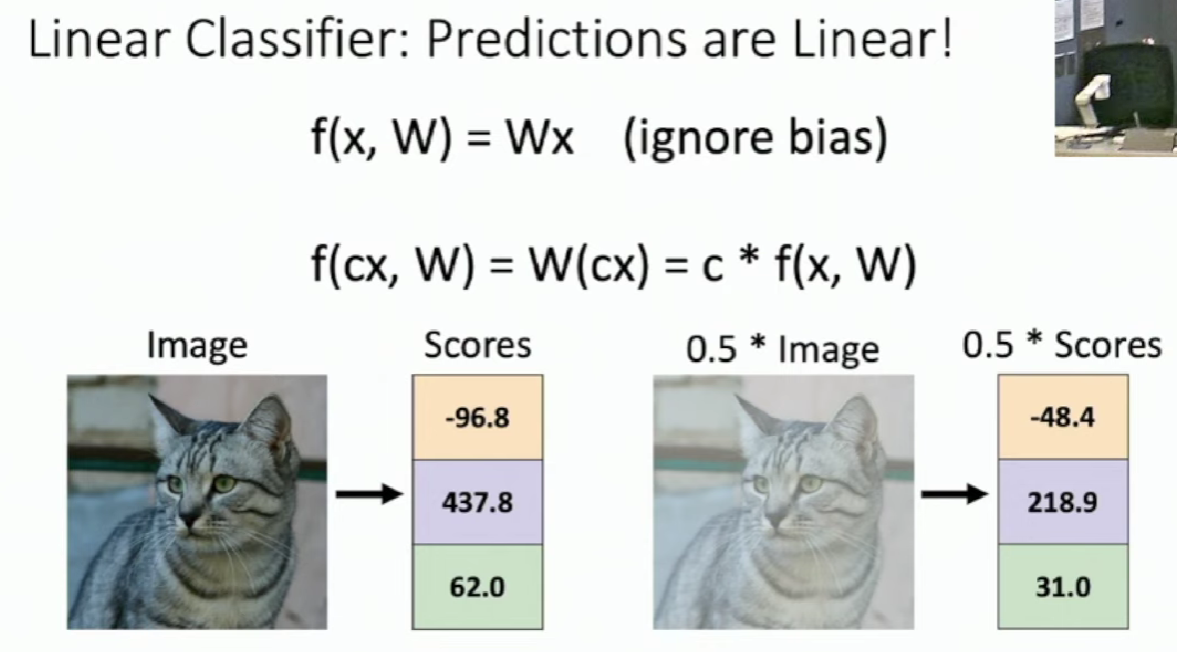 Linear Classifier: Predictions are Linear!
f(x, W) = Wx (ignore bias)
f(cx, W) = W(cx) = c * f(x, W)
Image Scores 0.5 * Image 0.5 * Scores
-96.8 -48.4
437.8 218.9
62.0 31.0